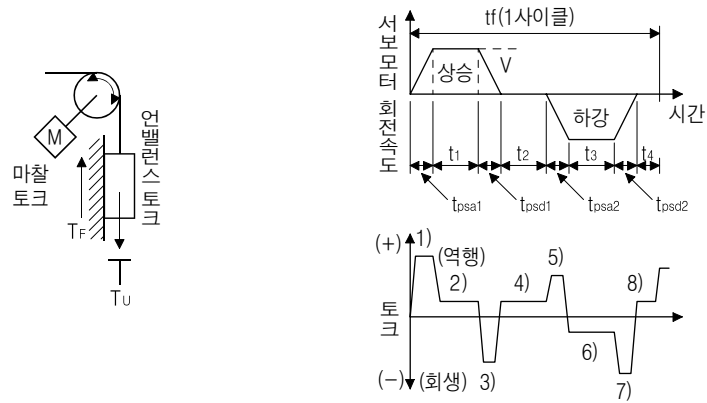 M
마찰
토크
TF
TU
언밸런스 토크
서보모터 회전속도
tf(1사이클)
상승
V
하강
시간
t1
t2
t3
t4
tpsa1
tpsd1
tpsa2
tpsd2
토크
(+)
1)
(역행)
2)
3)
4)
5)
6)
7)
8)
(−)
(회생)